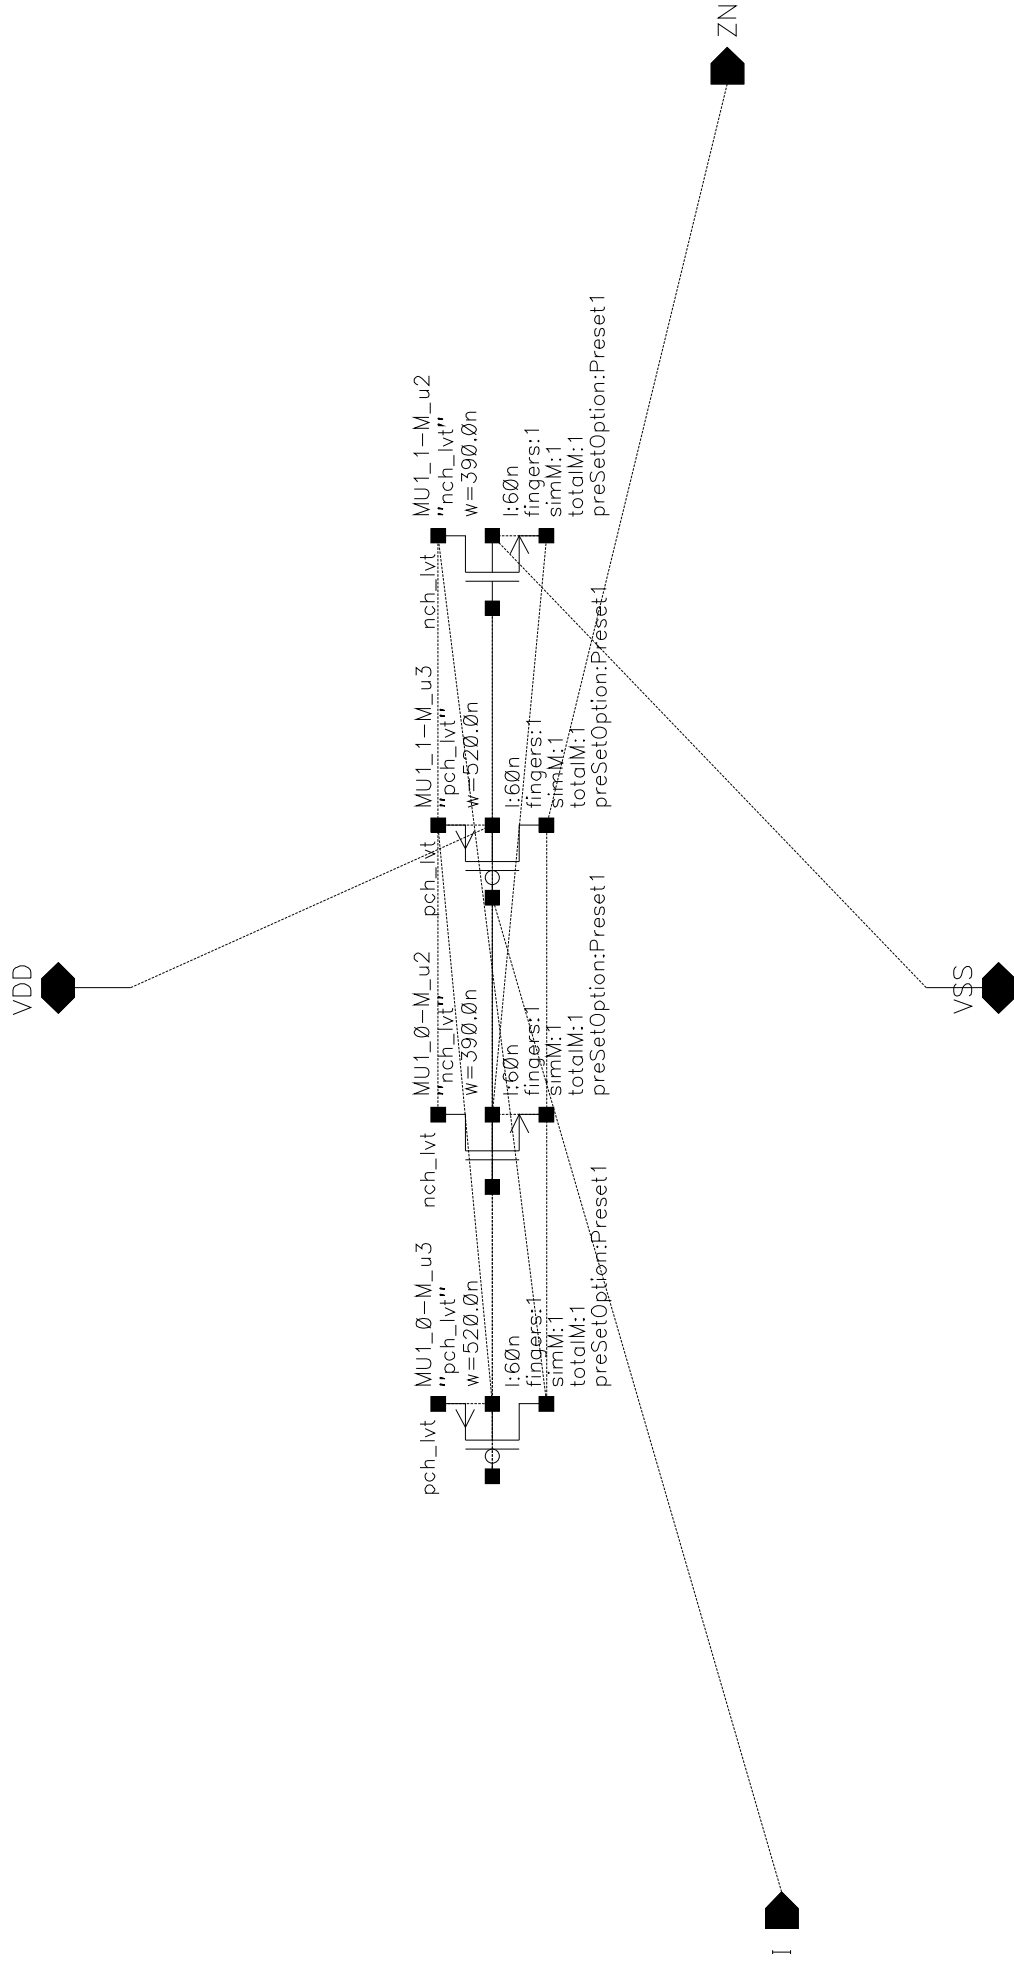 VDD
I
ZN
VSS
pch_lvt
MU1_0-M_u3
"pch_lvt"
w=520.0n
l:60n
fingers:1
simM:1
totalM:1
preSetOption:Preset1
nch_lvt
MU1_0-M_u2
"nch_lvt"
w=390.0n
l:60n
fingers:1
simM:1
totalM:1
preSetOption:Preset1
pch_lvt
MU1_1-M_u3
"pch_lvt"
w=520.0n
l:60n
fingers:1
simM:1
totalM:1
preSetOption:Preset1
nch_lvt
MU1_1-M_u2
"nch_lvt"
w=390.0n
l:60n
fingers:1
simM:1
totalM:1
preSetOption:Preset1